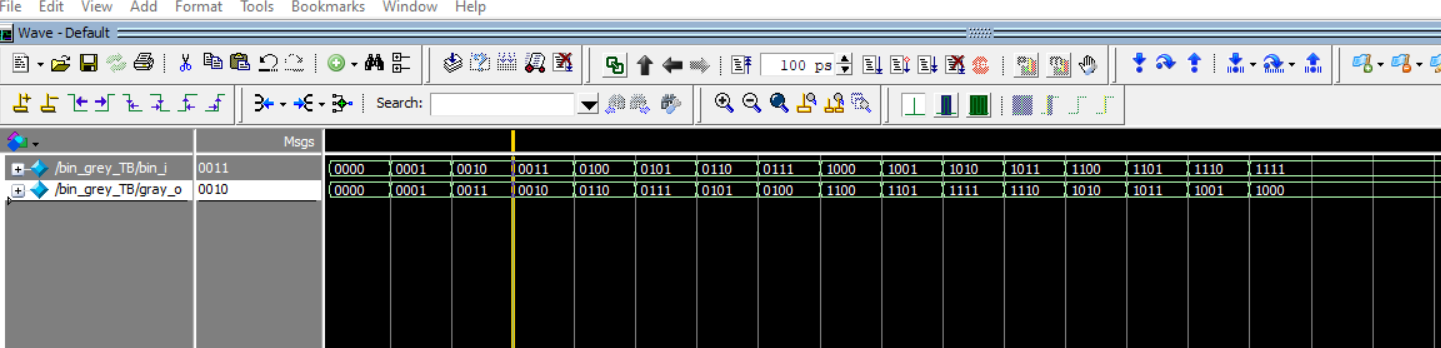 File Edit View Add Format Tools Bookmarks Window Help
Wave - Default
100 ps
Search:
Msgs
/bin_grey_TB/bin_i 0011 0000 0001 0010 0011 0100 0101 0110 0111 1000 1001 1010 1011 1100 1101 1110 1111
/bin_grey_TB/gray_o 0010 0000 0001 0011 0010 0110 0111 0101 0100 1100 1101 1111 1110 1010 1011 1001 1000